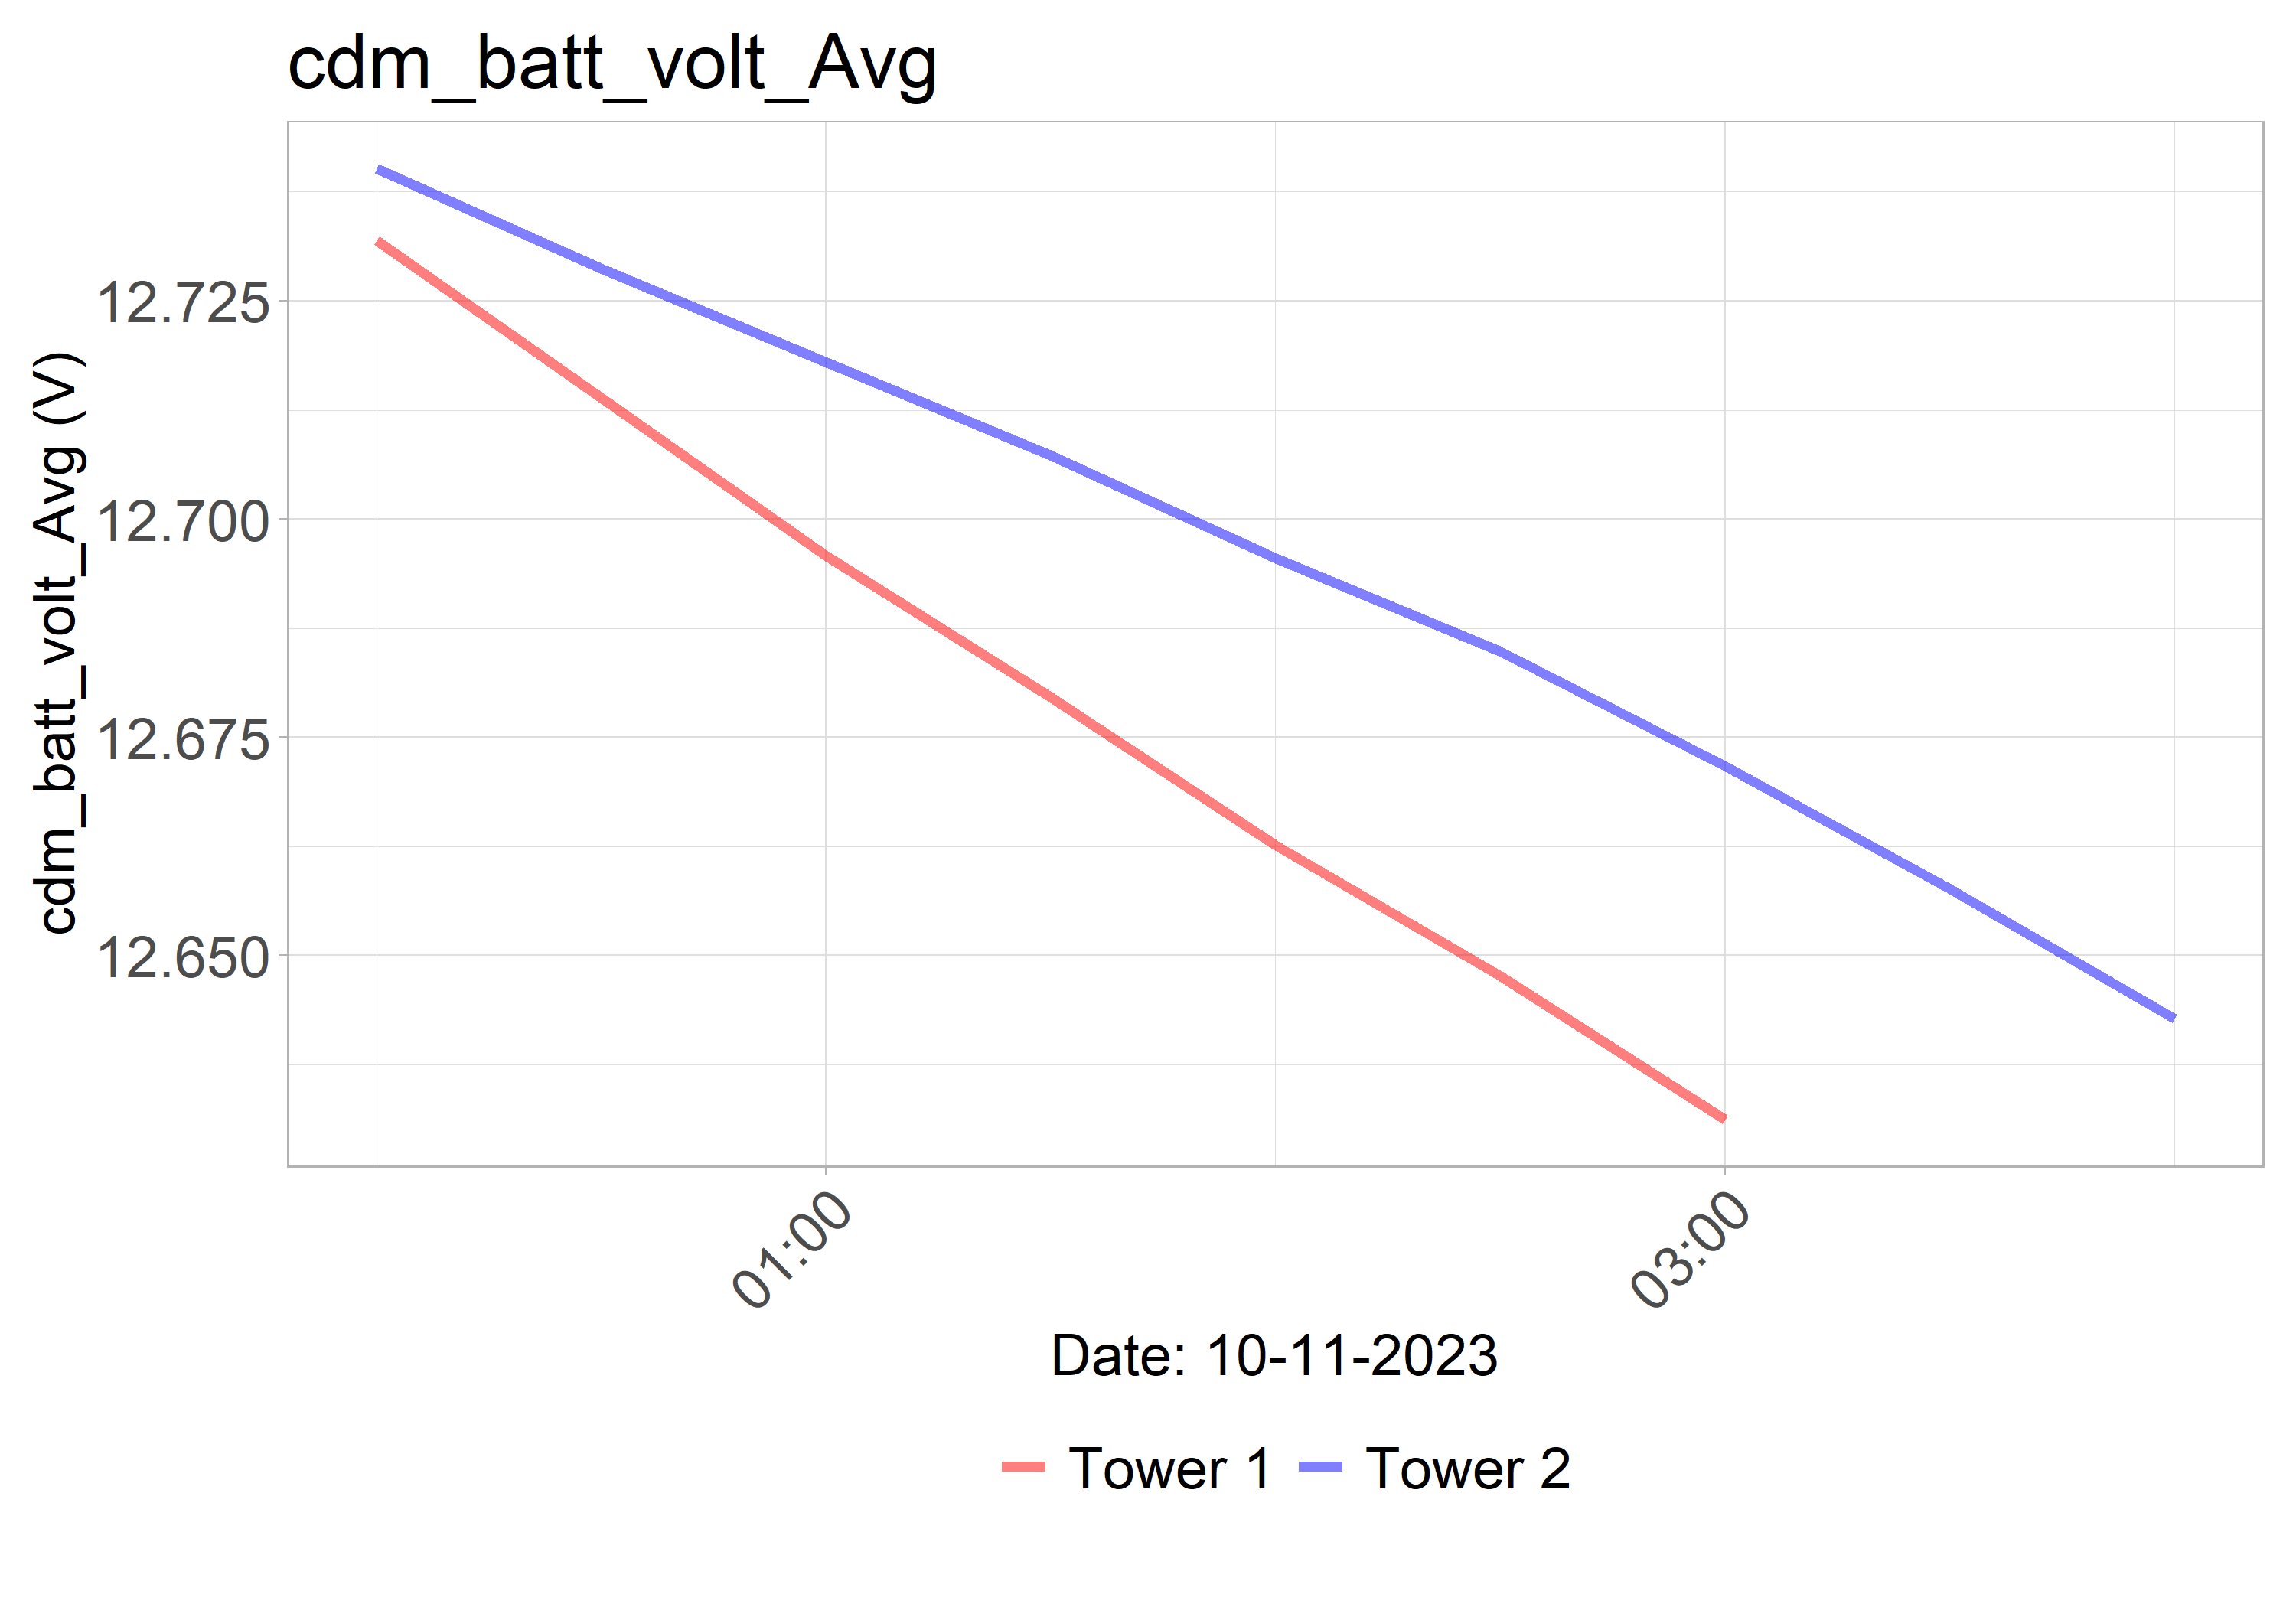 cdm_batt_volt_Avg
cdm_batt_volt_Avg (V)
12.725
12.700
12.675
12.650
01:00
03:00
Date: 10-11-2023
Tower 1
Tower 2